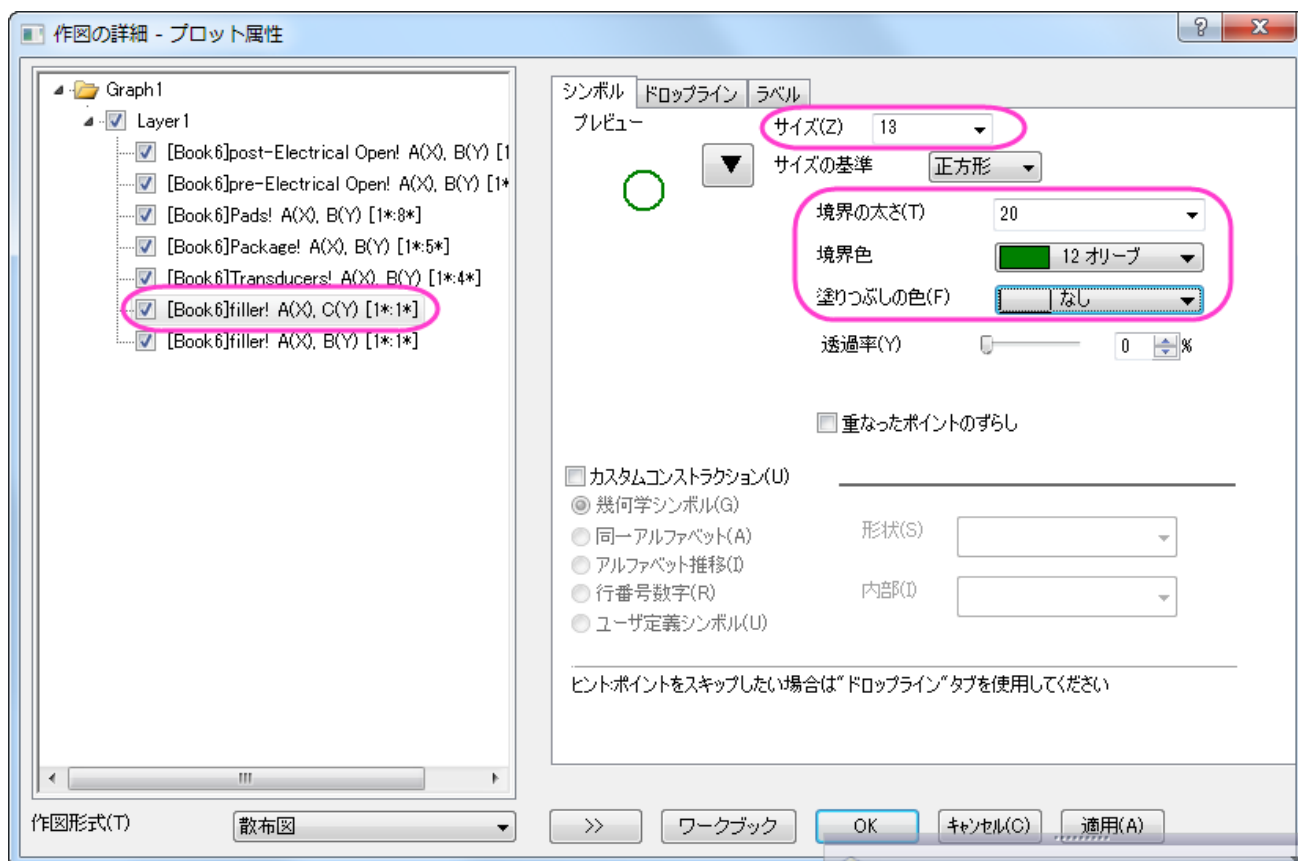 作図の詳細 - プロット属性
Graph1
Layer1
[Book6]post-Electrical Open! A(X), B(Y) [1
[Book6]pre-Electrical Open! A(X), B(Y) [1*
[Book6]Pads! A(X), B(Y) [1*:8*]
[Book6]Package! A(X), B(Y) [1*:5*]
[Book6]Transducers! A(X), B(Y) [1*:4*]
[Book6]filler! A(X), C(Y) [1*:1*]
[Book6]filler! A(X), B(Y) [1*:1*]
作図形式(T) 散布図
シンボル ドロップライン ラベル
プレビュー
サイズ(Z) 13
サイズの基準 正方形
境界の太さ(T) 20
境界色 12 オリーブ
塗りつぶしの色(F) なし
透過率(Y) 0 %
重なったポイントのずらし
カスタムコンストラクション(U)
幾何学シンボル(G)
同一アルファベット(A)
アルファベット推移(I)
行番号数字(R)
ユーザ定義シンボル(U)
形状(S)
内部(I)
ヒント:ポイントをスキップしたい場合は"ドロップライン"タブを使用してください
>> ワークブック OK キャンセル(C) 適用(A)